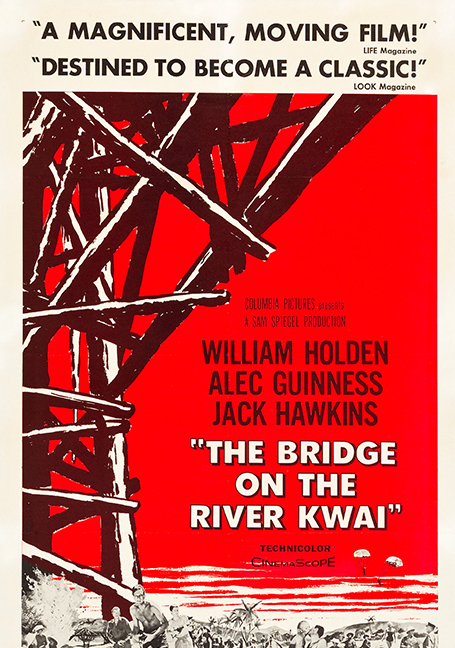 "A MAGNIFICENT, MOVING FILM!"
LIFE Magazine
"DESTINED TO BECOME A CLASSIC!"
LOOK Magazine
COLUMBIA PICTURES presents
A SAM SPIEGEL PRODUCTION
WILLIAM HOLDEN
ALEC GUINNESS
JACK HAWKINS
"THE BRIDGE
ON THE
RIVER KWAI"
TECHNICOLOR
CINEMASCOPE